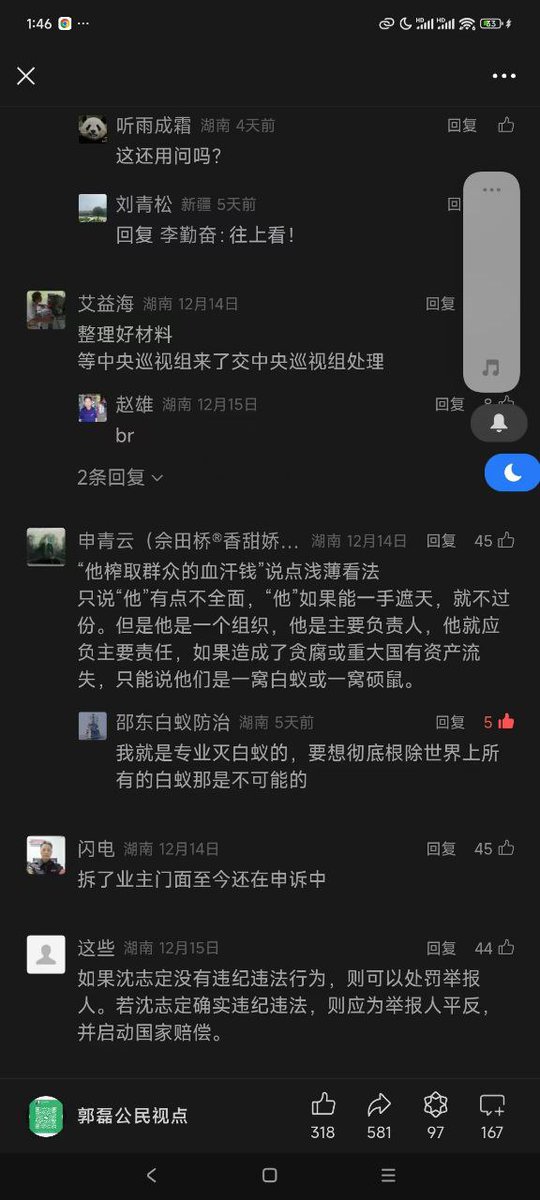 1:46
听雨成霜 湖南 4天前 回复
这还用问吗?
刘青松 新疆 5天前 回
回复 李勤奋：往上看！
艾益海 湖南 12月14日 回复
整理好材料
等中央巡视组来了交中央巡视组处理
赵雄 湖南 12月15日 回复
br
2条回复
申青云（佘田桥®香甜娇... 湖南 12月14日 回复 45
“他榨取群众的血汗钱”说点浅薄看法
只说“他”有点不全面，“他”如果能一手遮天，就不过
份。但是他是一个组织，他是主要负责人，他就应
负主要责任，如果造成了贪腐或重大国有资产流
失，只能说他们是一窝白蚁或一窝硕鼠。
邵东白蚁防治 湖南 5天前 回复 5
我就是专业灭白蚁的，要想彻底根除世界上所
有的白蚁那是不可能的
闪电 湖南 12月14日 回复 45
拆了业主门面至今还在申诉中
这些 湖南 12月15日 回复 44
如果沈志定没有违纪违法行为，则可以处罚举报
人。若沈志定确实违纪违法，则应为举报人平反，
并启动国家赔偿。
郭磊公民视点
318 581 97 167